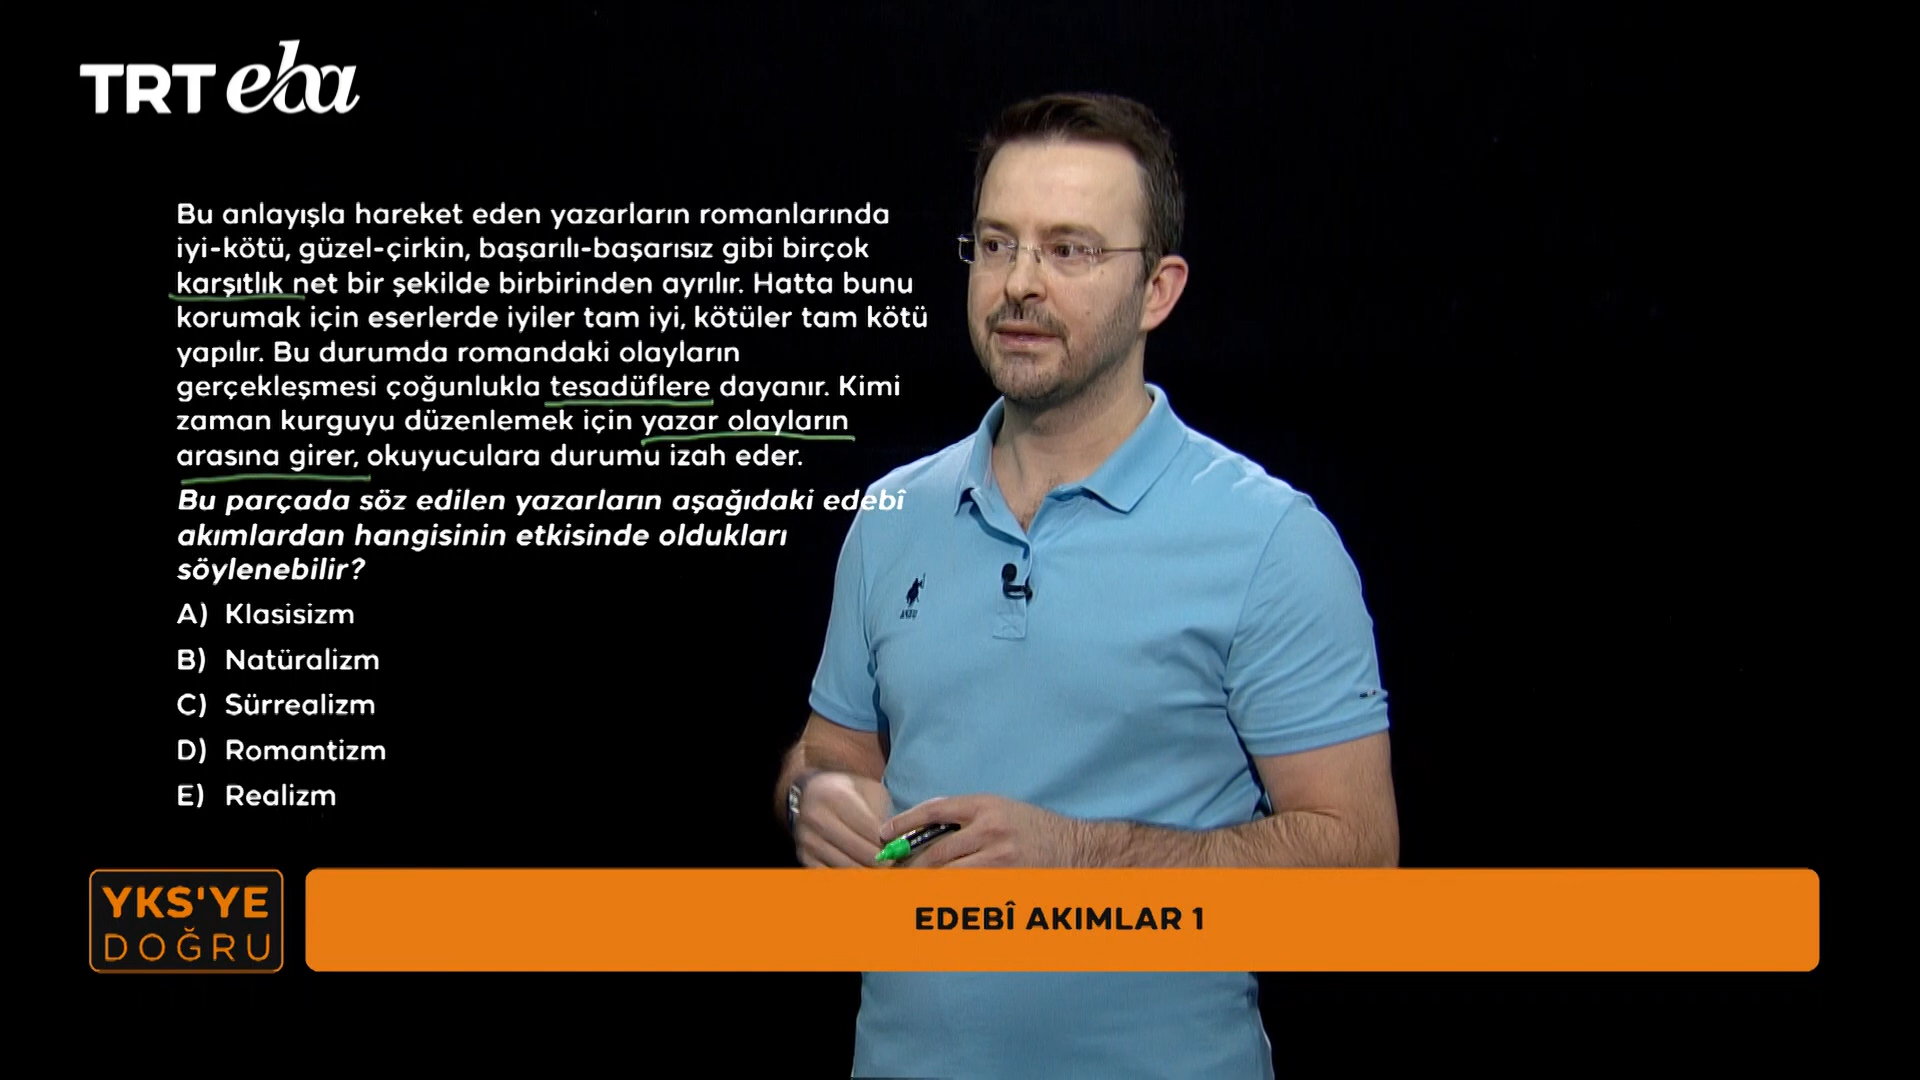 TRT eba
Bu anlayışla hareket eden yazarların romanlarında
iyi-kötü, güzel-çirkin, başarılı-başarısız gibi birçok
karşıtlık net bir şekilde birbirinden ayrılır. Hatta bunu
korumak için eserlerde iyiler tam iyi, kötüler tam kötü
yapılır. Bu durumda romandaki olayların
gerçekleşmesi çoğunlukla tesadüflere dayanır. Kimi
zaman kurguyu düzenlemek için yazar olayların
arasına girer, okuyuculara durumu izah eder.
Bu parçada söz edilen yazarların aşağıdaki edebî
akımlardan hangisinin etkisinde oldukları
söylenebilir?
A) Klasisizm
B) Natüralizm
C) Sürrealizm
D) Romantizm
E) Realizm
YKS'YE
DOĞRU
EDEBÎ AKIMLAR 1